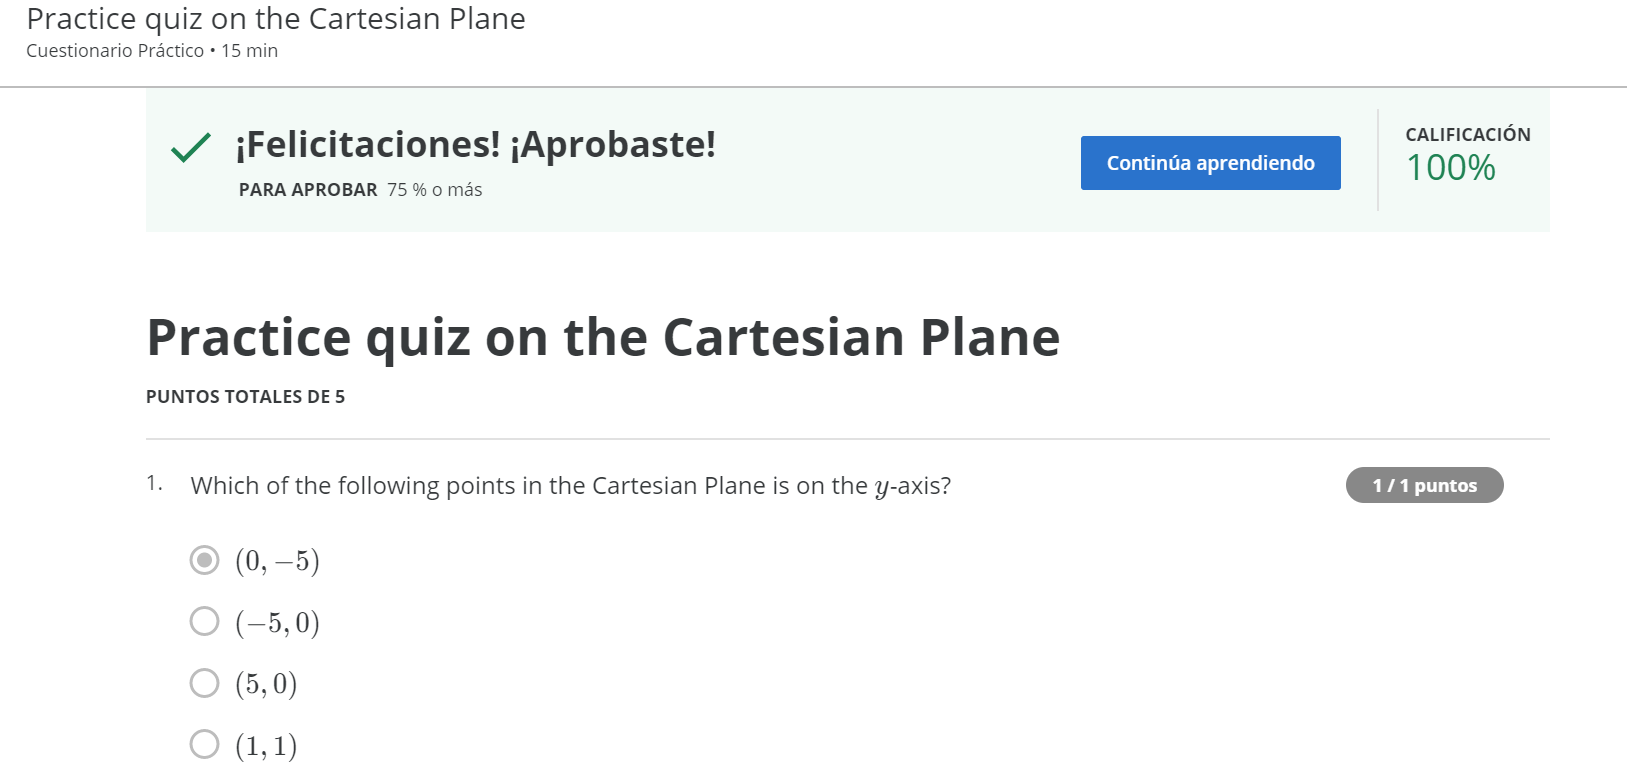 Practice quiz on the Cartesian Plane
Cuestionario Práctico • 15 min
¡Felicitaciones! ¡Aprobaste!
PARA APROBAR 75 % o más
Continúa aprendiendo
CALIFICACIÓN
100%
Practice quiz on the Cartesian Plane
PUNTOS TOTALES DE 5
1. Which of the following points in the Cartesian Plane is on the y-axis?
1 / 1 puntos
(0, −5)
(−5, 0)
(5, 0)
(1, 1)